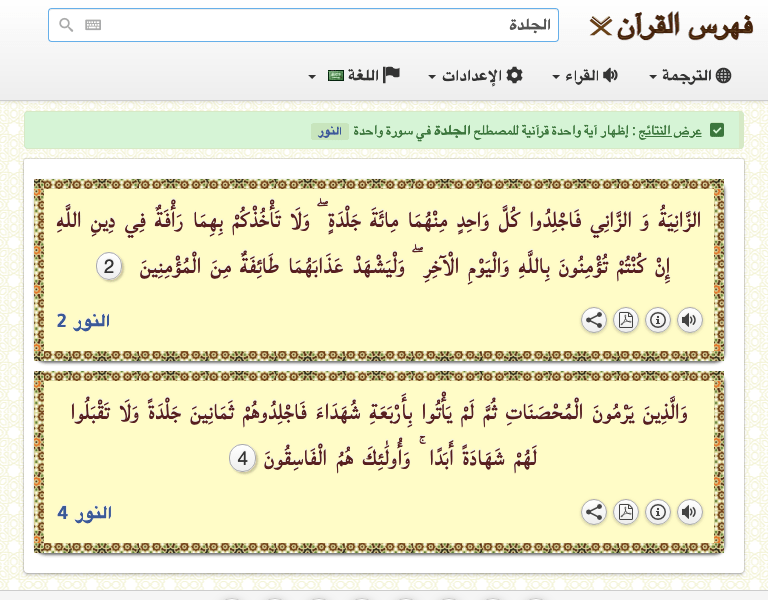 فهرس القرآن
الجلدة
الترجمة
القراء
الإعدادات
اللغة
عرض النتائج : إظهار آية واحدة قرآنية للمصطلح الجلدة في سورة واحدة النور
الزَّانِيَةُ وَ الزَّانِي فَاجْلِدُوا كُلَّ وَاحِدٍ مِنْهُمَا مِائَةَ جَلْدَةٍ ۖ وَلَا تَأْخُذْكُمْ بِهِمَا رَأْفَةٌ فِي دِينِ اللَّهِ
إِنْ كُنْتُمْ تُؤْمِنُونَ بِاللَّهِ وَالْيَوْمِ الْآخِرِ ۖ وَلْيَشْهَدْ عَذَابَهُمَا طَائِفَةٌ مِنَ الْمُؤْمِنِينَ 2
النور 2
وَالَّذِينَ يَرْمُونَ الْمُحْصَنَاتِ ثُمَّ لَمْ يَأْتُوا بِأَرْبَعَةِ شُهَدَاءَ فَاجْلِدُوهُمْ ثَمَانِينَ جَلْدَةً وَلَا تَقْبَلُوا
لَهُمْ شَهَادَةً أَبَدًا ۚ وَأُولَٰئِكَ هُمُ الْفَاسِقُونَ 4
النور 4